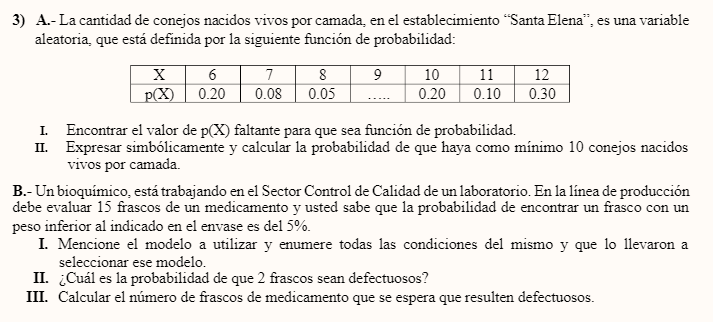 3) A.- La cantidad de conejos nacidos vivos por camada, en el establecimiento “Santa Elena”, es una variable
aleatoria, que está definida por la siguiente función de probabilidad:
X 6 7 8 9 10 11 12
p(X) 0.20 0.08 0.05 ..... 0.20 0.10 0.30
I. Encontrar el valor de p(X) faltante para que sea función de probabilidad.
II. Expresar simbólicamente y calcular la probabilidad de que haya como mínimo 10 conejos nacidos
vivos por camada.
B.- Un bioquímico, está trabajando en el Sector Control de Calidad de un laboratorio. En la línea de producción
debe evaluar 15 frascos de un medicamento y usted sabe que la probabilidad de encontrar un frasco con un
peso inferior al indicado en el envase es del 5%.
I. Mencione el modelo a utilizar y enumere todas las condiciones del mismo y que lo llevaron a
seleccionar ese modelo.
II. ¿Cuál es la probabilidad de que 2 frascos sean defectuosos?
III. Calcular el número de frascos de medicamento que se espera que resulten defectuosos.